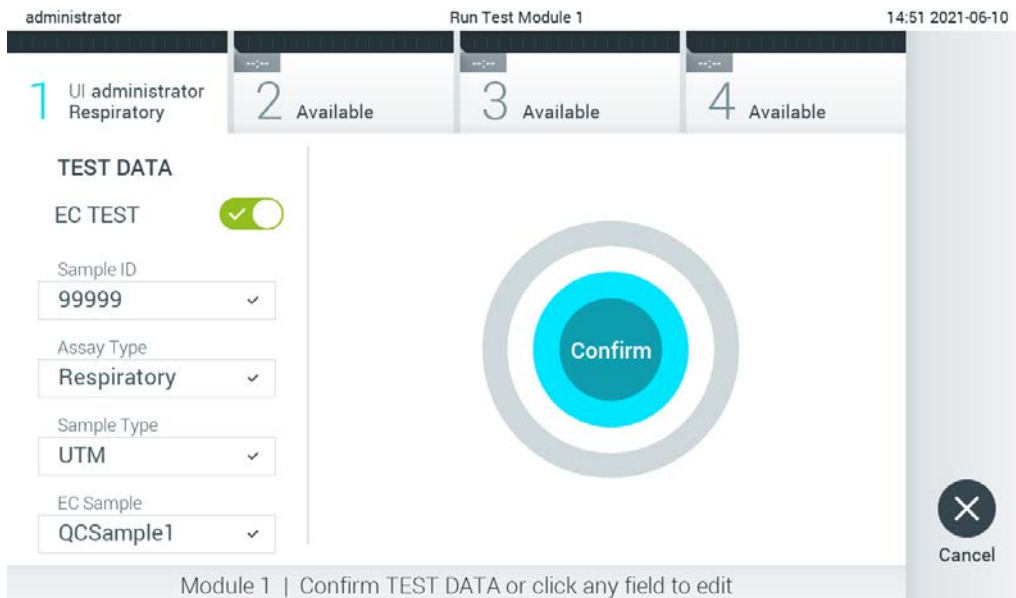 administrator
Run Test Module 1
14:51 2021-06-10
1 UI administrator
Respiratory
--:--
2 Available
--:--
3 Available
--:--
4 Available
TEST DATA
EC TEST
Sample ID
99999
Assay Type
Respiratory
Sample Type
UTM
EC Sample
QCSample1
Confirm
Cancel
Module 1 | Confirm TEST DATA or click any field to edit